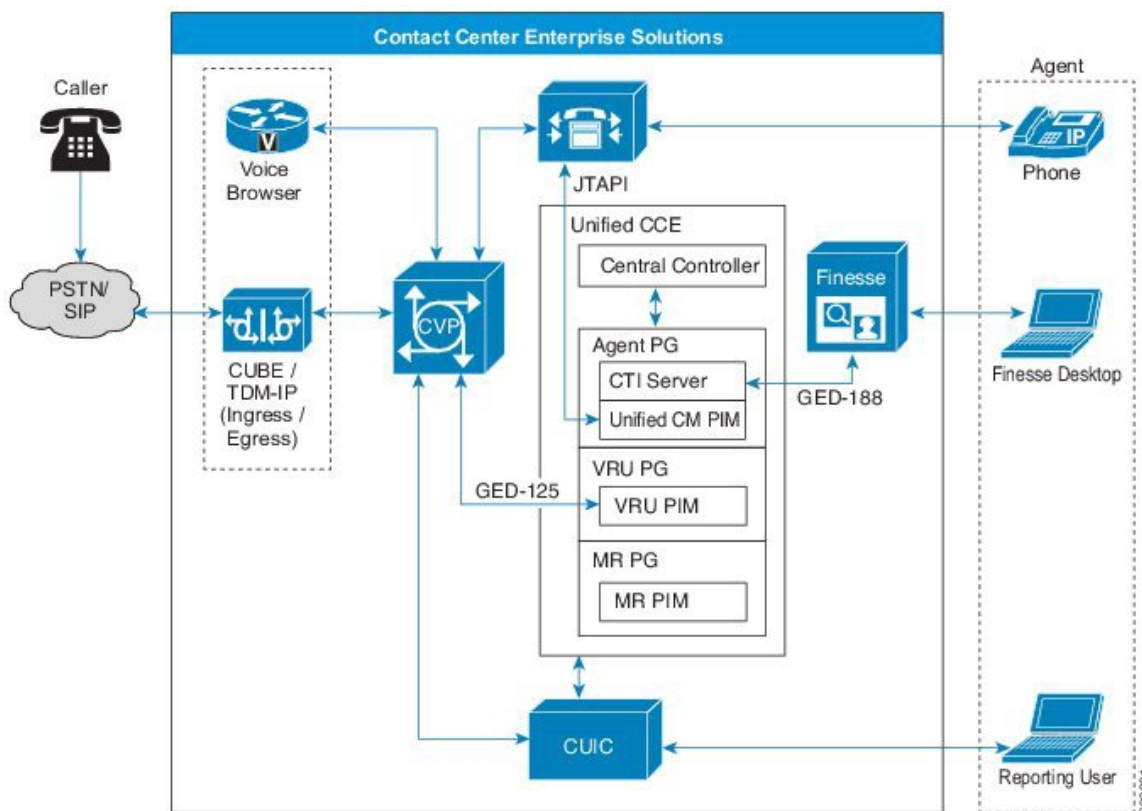 Contact Center Enterprise Solutions
Caller
Agent
V
Voice
Browser
JTAPI
IP
Phone
Unified CCE
Central Controller
Finesse
PSTN/
SIP
CVP
Agent PG
CTI Server
Unified CM PIM
GED-188
Finesse Desktop
CUBE /
TDM-IP
(Ingress /
Egress)
GED-125
VRU PG
VRU PIM
MR PG
MR PIM
CUIC
Reporting User